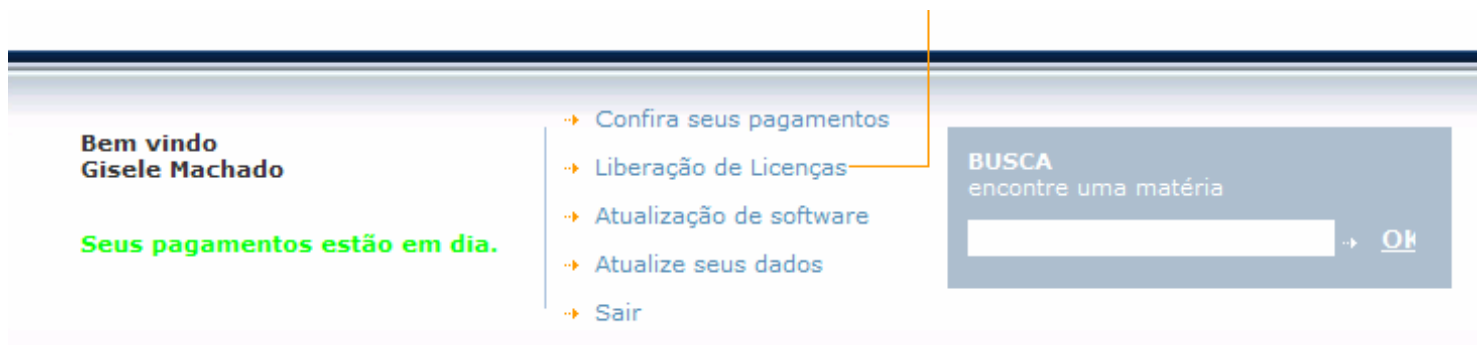 Bem vindo
Gisele Machado
Seus pagamentos estão em dia.
Confira seus pagamentos
Liberação de Licenças
Atualização de software
Atualize seus dados
Sair
BUSCA
encontre uma matéria
OK